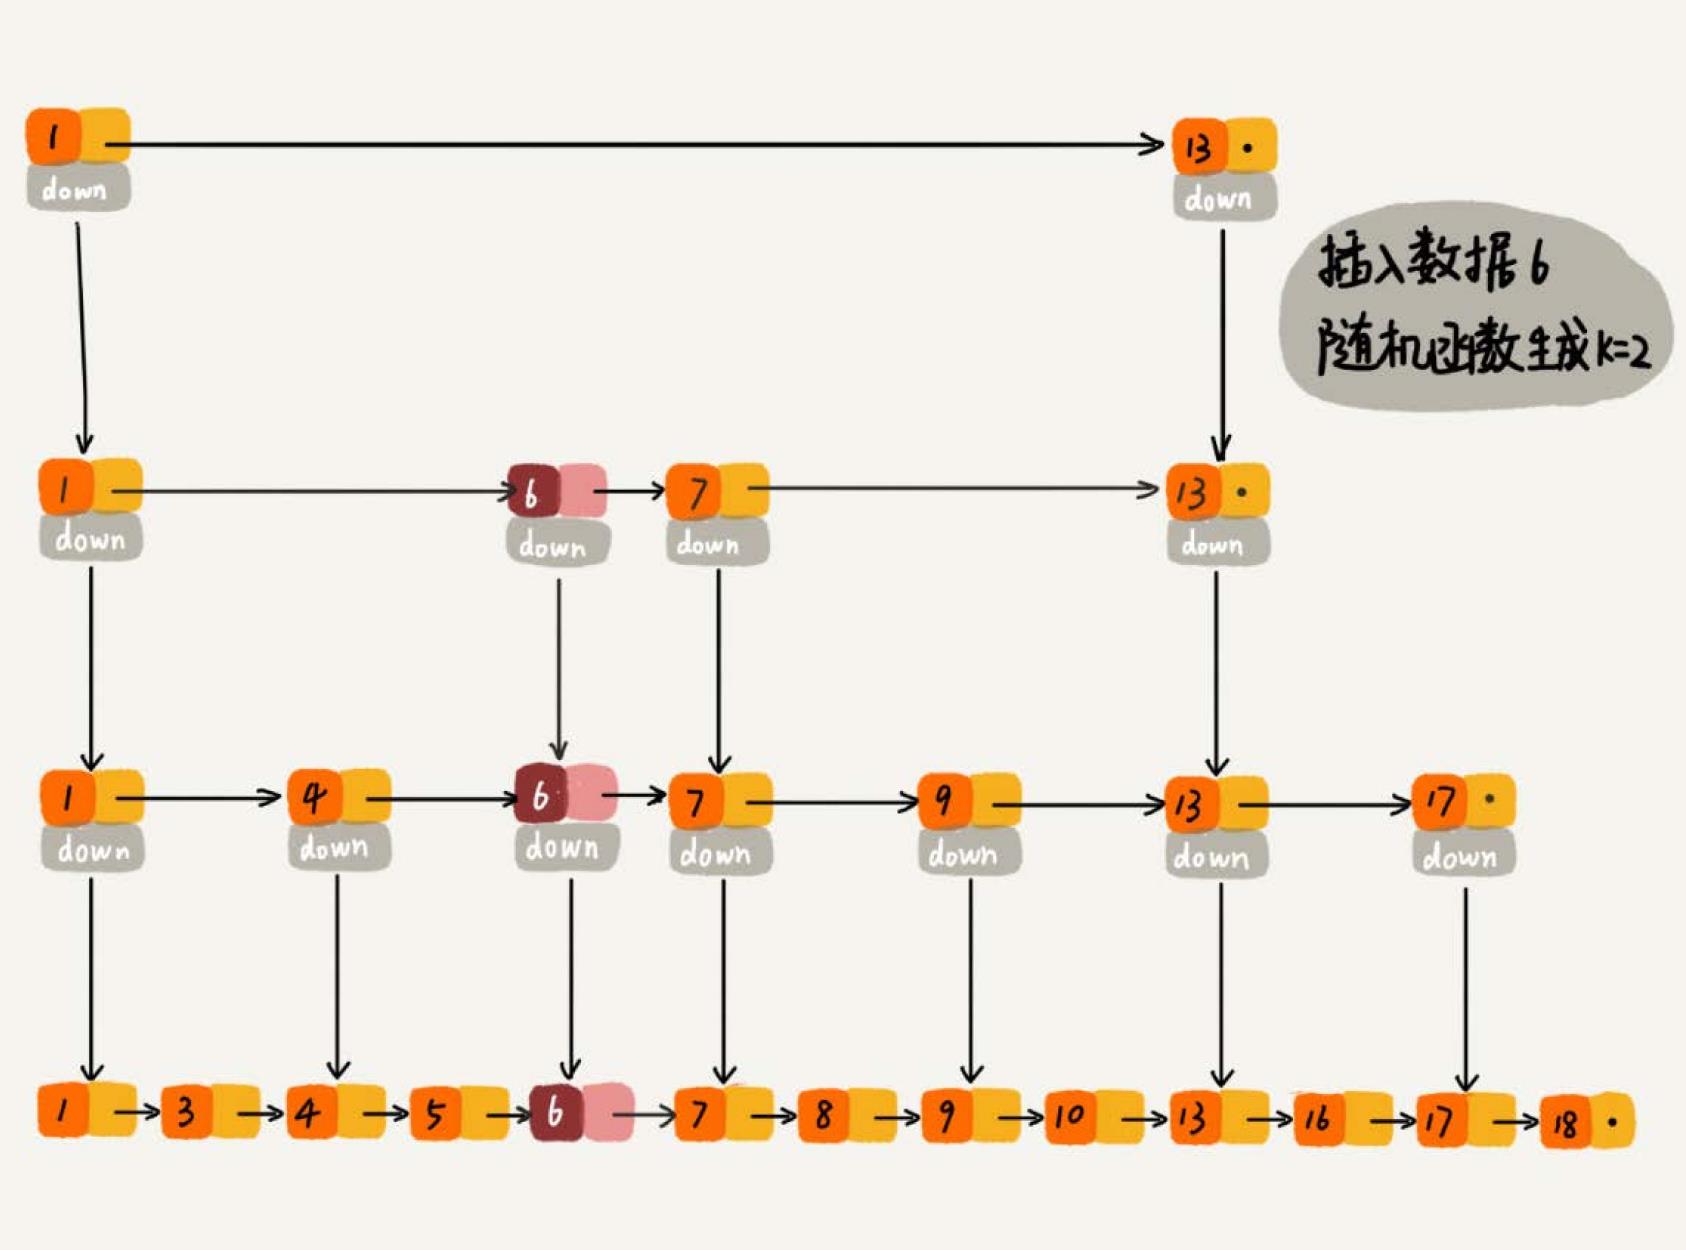 1 13
down down
插入数据6
随机函数生成K=2
1 6 7 13
down down down down
1 4 6 7 9 13 17
down down down down down down down
1 3 4 5 6 7 8 9 10 13 16 17 18